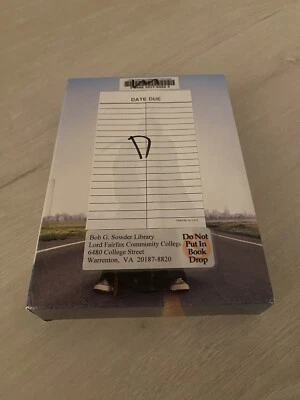 DATE DUE
17
Bob G. Sowder Library
Lord Fairfax Community College
6480 College Street
Warrenton, VA 20187-8820
Do Not
Put In
Book
Drop